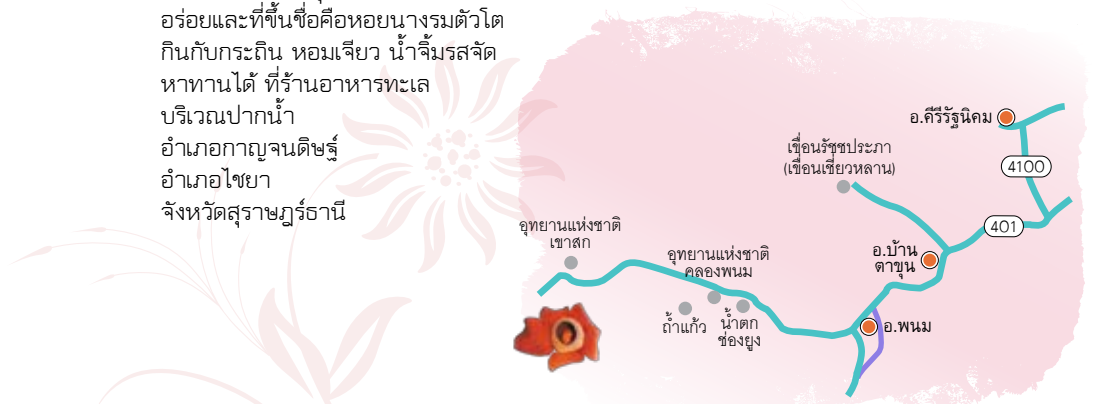 อร่อยและที่ขึ้นชื่อคือหอยนางรมตัวโต
กินกับกระถิน หอมเจียว น้ำจิ้มรสจัด
หาทานได้ ที่ร้านอาหารทะเล
บริเวณปากน้ำ
อำเภอกาญจนดิษฐ์
อำเภอไชยา
จังหวัดสุราษฎร์ธานี
อ.คีรีรัฐนิคม
เขื่อนรัชชประภา
(เขื่อนเชี่ยวหลาน)
4100
401
อุทยานแห่งชาติ
เขาสก
อุทยานแห่งชาติ
คลองพนม
อ.บ้าน
ตาขุน
ถ้ำแก้ว
น้ำตก
ช่องยูง
อ.พนม